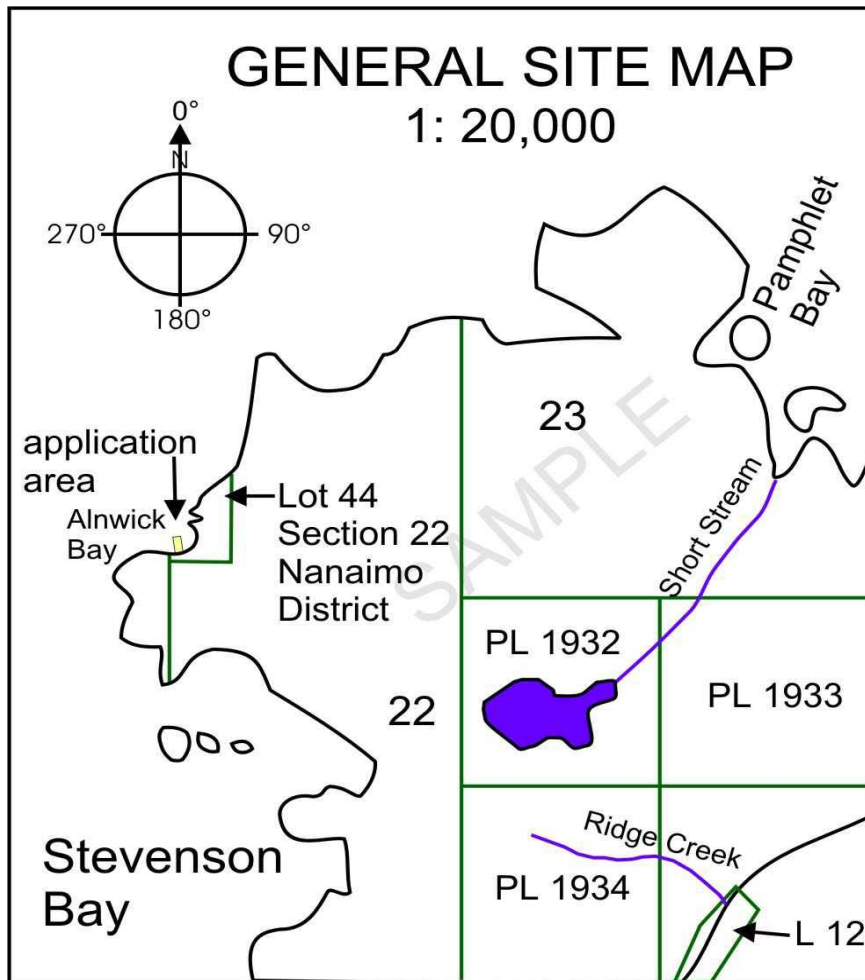 GENERAL SITE MAP
1: 20,000
0°
N
270°
90°
180°
Pamphlet
Bay
23
application
area
Alnwick
Bay
Lot 44
Section 22
Nanaimo
District
SAMPLE
Short Stream
PL 1932
PL 1933
22
Ridge Creek
Stevenson
Bay
PL 1934
L 12